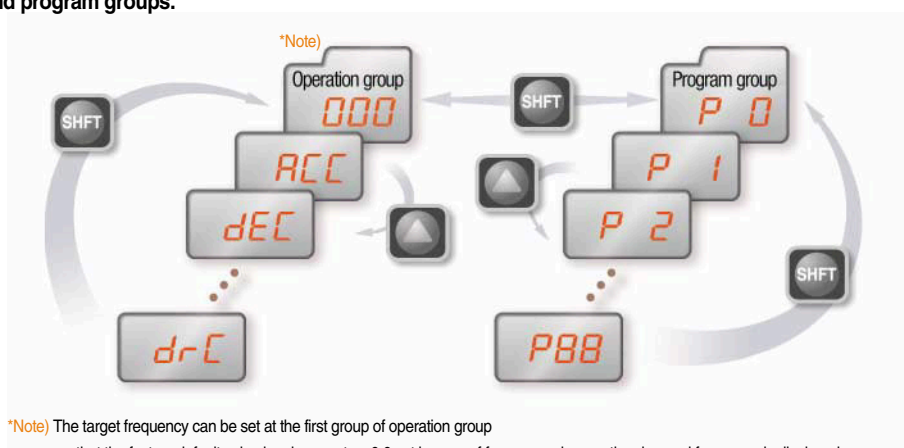 nd program groups.
*Note)
Operation group
000
SHFT
Program group
P 0
SHFT
ACC
P 1
dEC
P 2
SHFT
drC
P88
*Note) The target frequency can be set at the first group of operation group